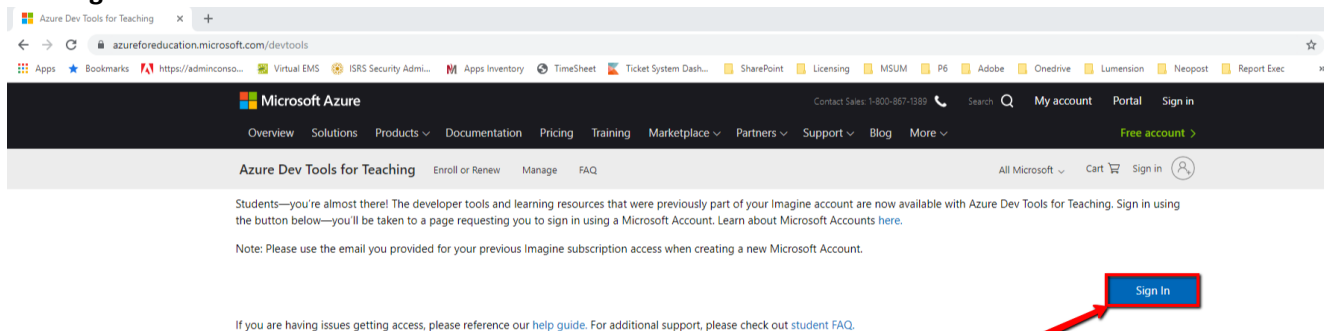 Azure Dev Tools for Teaching
azureforeducation.microsoft.com/devtools
Apps Bookmarks https://adminconso... Virtual EMS ISRS Security Admi... Apps Inventory TimeSheet Ticket System Dash... SharePoint Licensing MSUM P6 Adobe Onedrive Lumension Neopost Report Exec
Microsoft Azure Contact Sales: 1-800-867-1389 Search My account Portal Sign in
Overview Solutions Products Documentation Pricing Training Marketplace Partners Support Blog More Free account >
Azure Dev Tools for Teaching Enroll or Renew Manage FAQ All Microsoft Cart Sign in
Students—you're almost there! The developer tools and learning resources that were previously part of your Imagine account are now available with Azure Dev Tools for Teaching. Sign in using
the button below—you'll be taken to a page requesting you to sign in using a Microsoft Account. Learn about Microsoft Accounts here.
Note: Please use the email you provided for your previous Imagine subscription access when creating a new Microsoft Account.
Sign In
If you are having issues getting access, please reference our help guide. For additional support, please check out student FAQ.